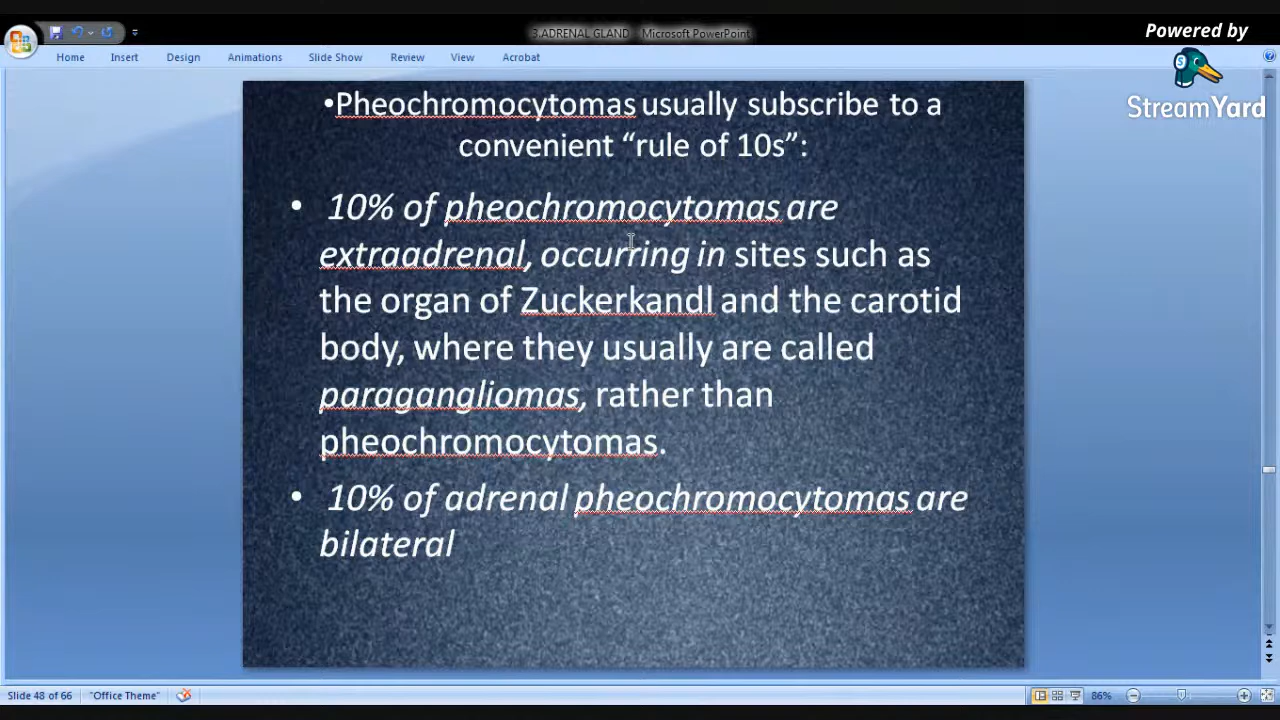 3.ADRENAL GLAND - Microsoft PowerPoint
Powered by
Home Insert Design Animations Slide Show Review View Acrobat
StreamYard
•Pheochromocytomas usually subscribe to a
convenient “rule of 10s”:
• 10% of pheochromocytomas are
extraadrenal, occurring in sites such as
the organ of Zuckerkandl and the carotid
body, where they usually are called
paragangliomas, rather than
pheochromocytomas.
• 10% of adrenal pheochromocytomas are
bilateral
Slide 48 of 66 "Office Theme" 86%